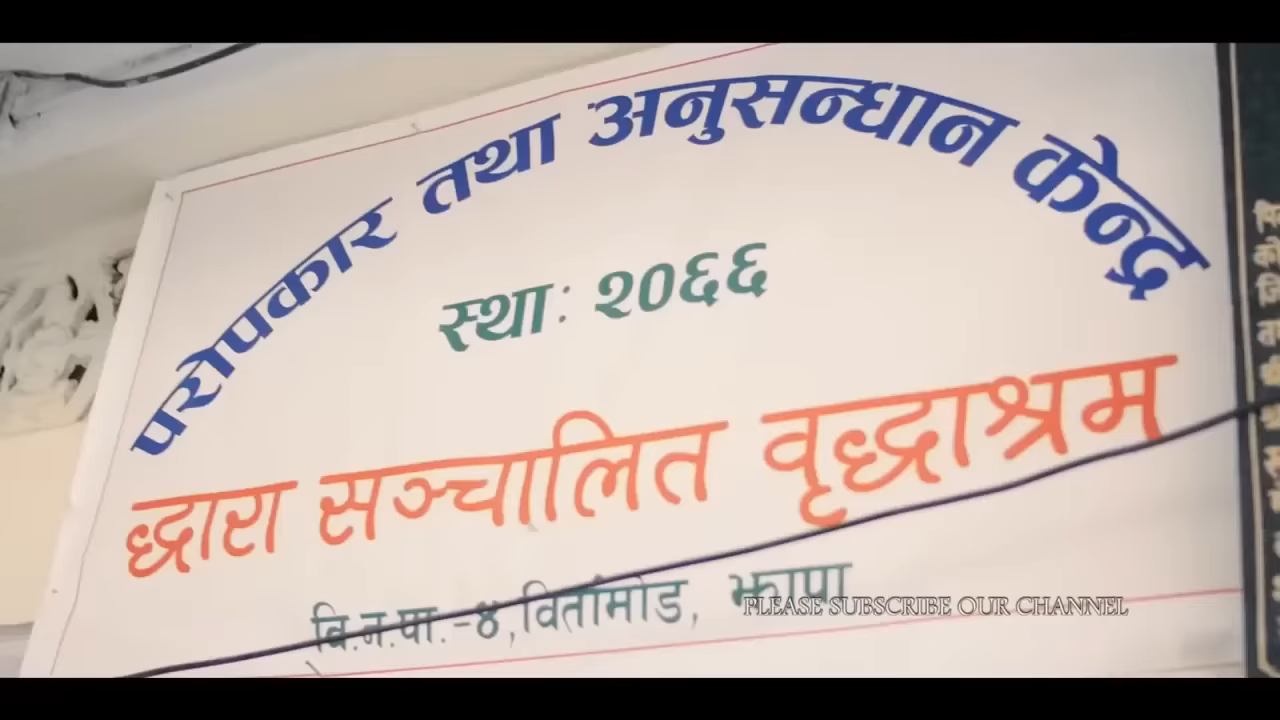 परोपकार तथा अनुसन्धान केन्द्र
स्था: २०६६
द्धारा सञ्चालित वृद्धाश्रम
वि.न.पा.-४, विर्तामोड, झापा
PLEASE SUBSCRIBE OUR CHANNEL